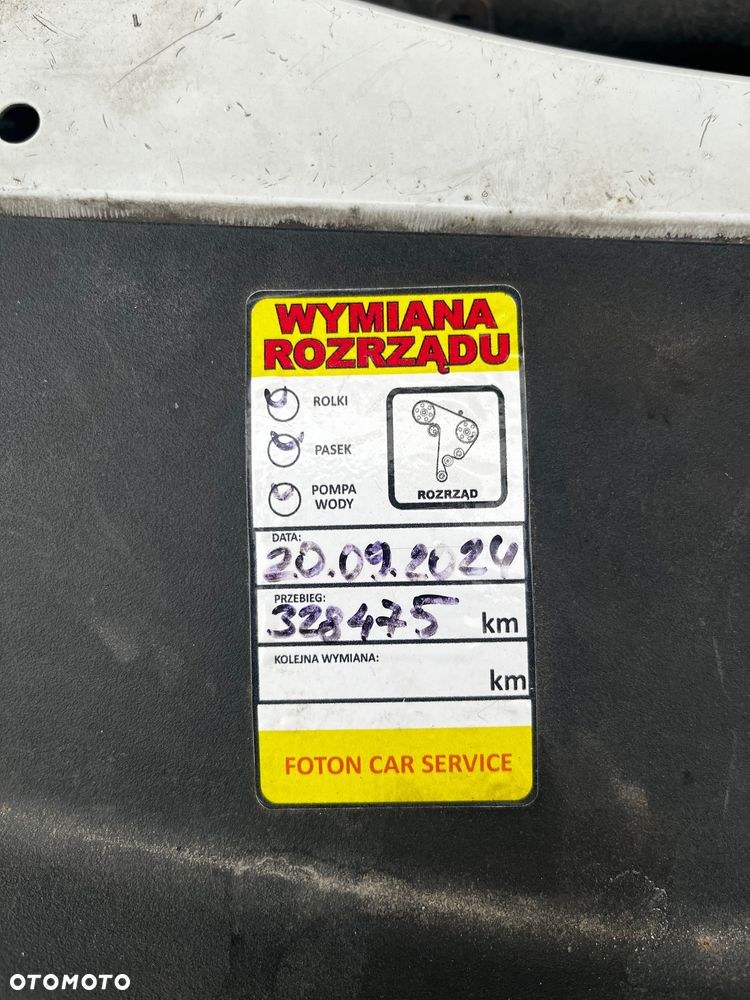 WYMIANA
ROZRZĄDU
ROLKI
PASEK
POMPA
WODY
ROZRZĄD
DATA:
20.09.2024
PRZEBIEG:
328475 km
KOLEJNA WYMIANA:
km
FOTON CAR SERVICE
OTOMOTO